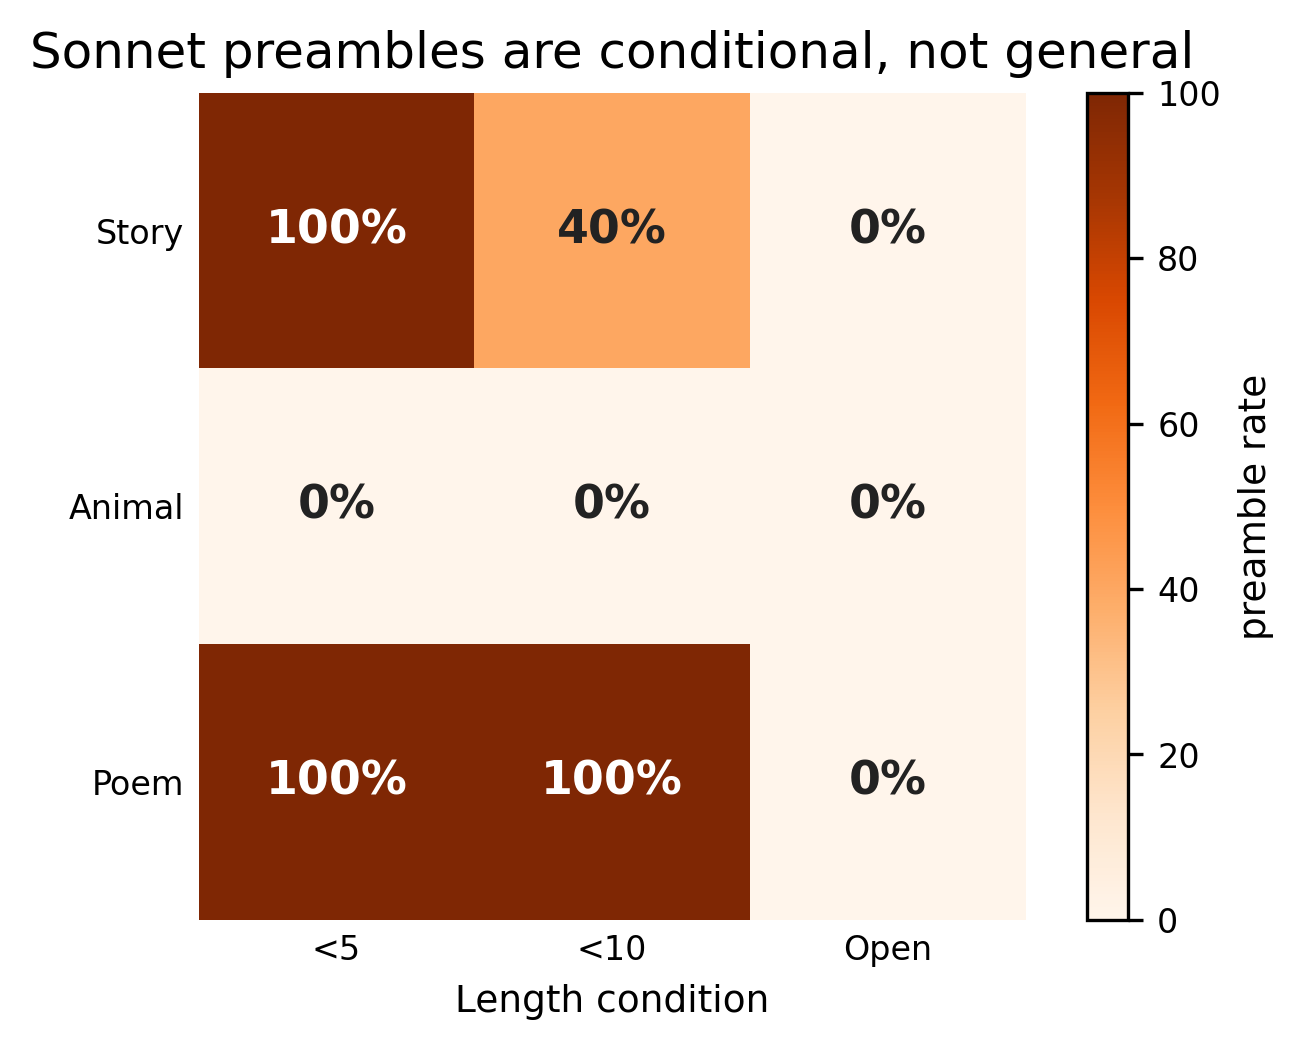 Sonnet preambles are conditional, not general
Story
100%
40%
0%
Animal
0%
0%
0%
Poem
100%
100%
0%
<5
<10
Open
Length condition
100
80
60
40
20
0
preamble rate